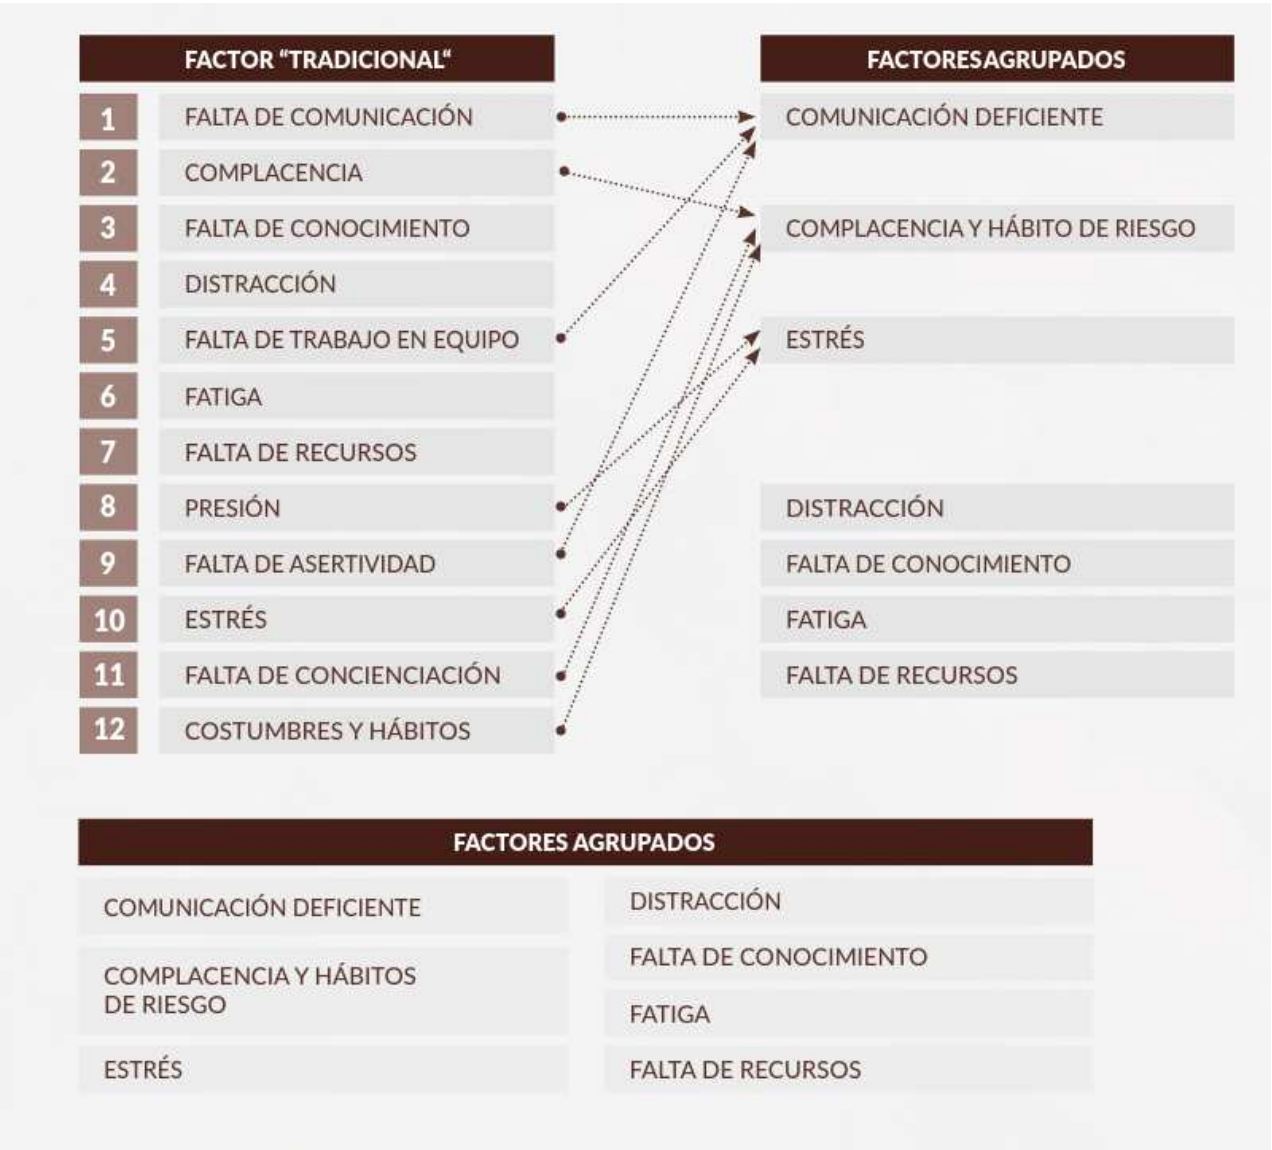 FACTOR “TRADICIONAL“
1 FALTA DE COMUNICACIÓN
2 COMPLACENCIA
3 FALTA DE CONOCIMIENTO
4 DISTRACCIÓN
5 FALTA DE TRABAJO EN EQUIPO
6 FATIGA
7 FALTA DE RECURSOS
8 PRESIÓN
9 FALTA DE ASERTIVIDAD
10 ESTRÉS
11 FALTA DE CONCIENCIACIÓN
12 COSTUMBRES Y HÁBITOS
FACTORESAGRUPADOS
COMUNICACIÓN DEFICIENTE
COMPLACENCIA Y HÁBITO DE RIESGO
ESTRÉS
DISTRACCIÓN
FALTA DE CONOCIMIENTO
FATIGA
FALTA DE RECURSOS
FACTORES AGRUPADOS
COMUNICACIÓN DEFICIENTE
COMPLACENCIA Y HÁBITOS
DE RIESGO
ESTRÉS
DISTRACCIÓN
FALTA DE CONOCIMIENTO
FATIGA
FALTA DE RECURSOS